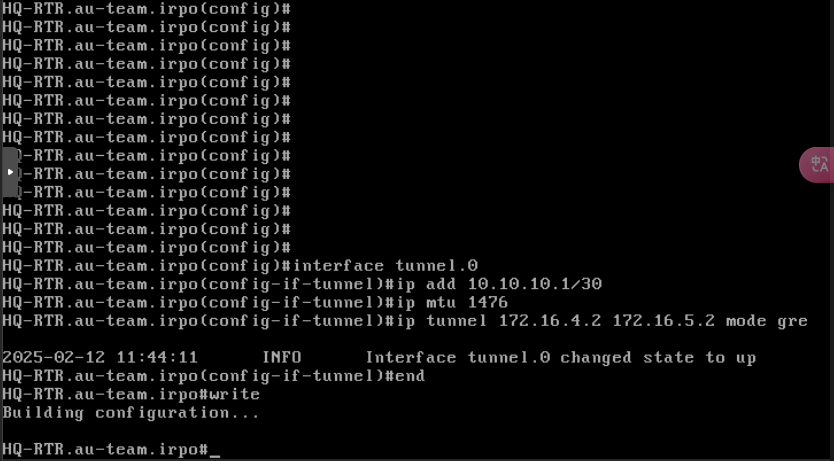 HQ-RTR.au-team.irpo(config)#
HQ-RTR.au-team.irpo(config)#
HQ-RTR.au-team.irpo(config)#
HQ-RTR.au-team.irpo(config)#
HQ-RTR.au-team.irpo(config)#
HQ-RTR.au-team.irpo(config)#
HQ-RTR.au-team.irpo(config)#
HQ-RTR.au-team.irpo(config)#
Q-RTR.au-team.irpo(config)#
-RTR.au-team.irpo(config)#
Q-RTR.au-team.irpo(config)#
HQ-RTR.au-team.irpo(config)#
HQ-RTR.au-team.irpo(config)#
HQ-RTR.au-team.irpo(config)#
HQ-RTR.au-team.irpo(config)#interface tunnel.0
HQ-RTR.au-team.irpo(config-if-tunnel)#ip add 10.10.10.1/30
HQ-RTR.au-team.irpo(config-if-tunnel)#ip mtu 1476
HQ-RTR.au-team.irpo(config-if-tunnel)#ip tunnel 172.16.4.2 172.16.5.2 mode gre
2025-02-12 11:44:11 INFO Interface tunnel.0 changed state to up
HQ-RTR.au-team.irpo(config-if-tunnel)#end
HQ-RTR.au-team.irpo#write
Building configuration...
HQ-RTR.au-team.irpo#_
中A